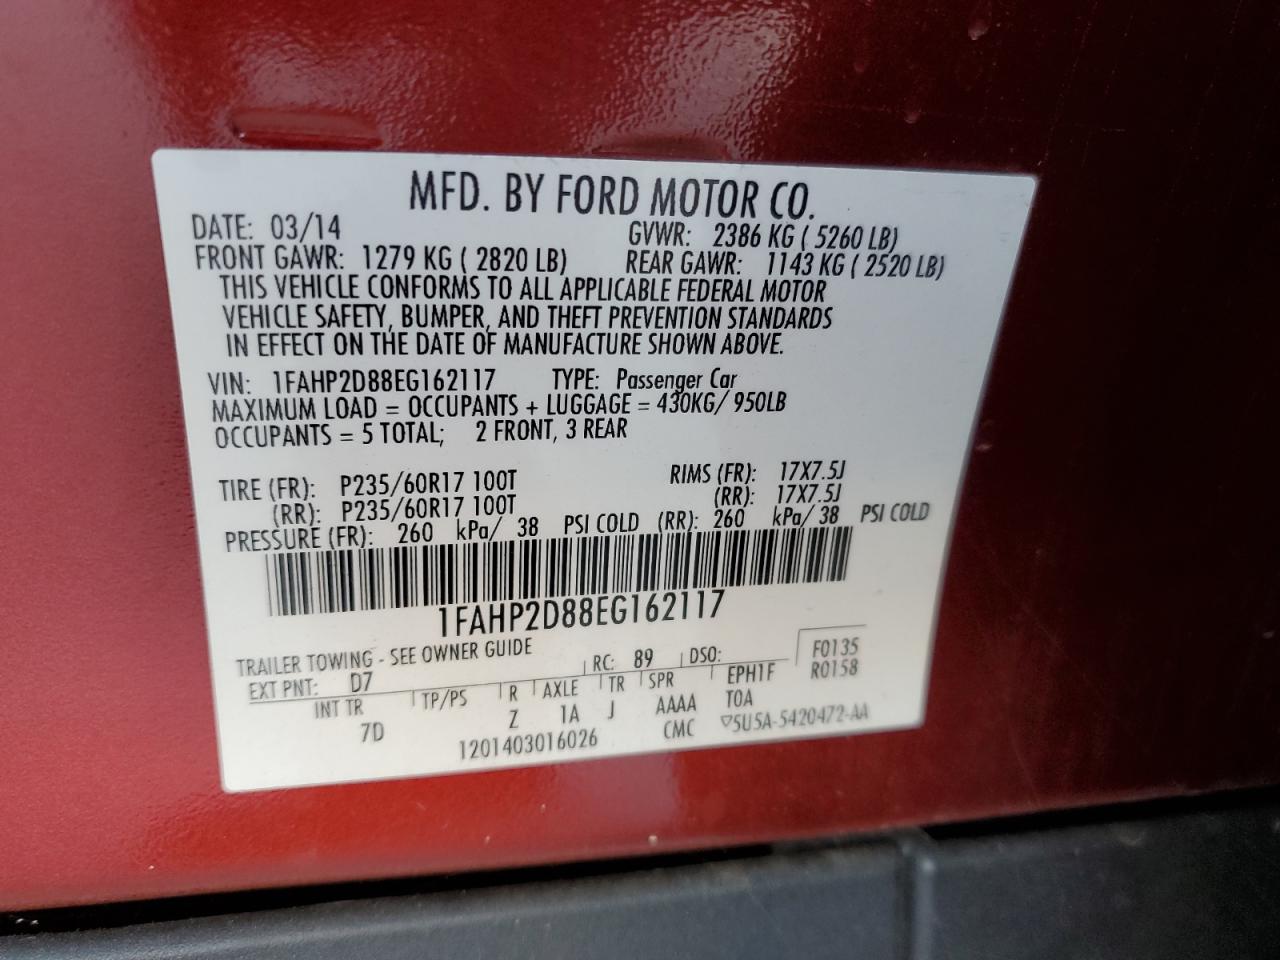 MFD. BY FORD MOTOR CO.
DATE: 03/14 GVWR: 2386 KG ( 5260 LB)
FRONT GAWR: 1279 KG ( 2820 LB) REAR GAWR: 1143 KG ( 2520 LB)
THIS VEHICLE CONFORMS TO ALL APPLICABLE FEDERAL MOTOR
VEHICLE SAFETY, BUMPER, AND THEFT PREVENTION STANDARDS
IN EFFECT ON THE DATE OF MANUFACTURE SHOWN ABOVE.
VIN: 1FAHP2D88EG162117 TYPE: Passenger Car
MAXIMUM LOAD = OCCUPANTS + LUGGAGE = 430KG/ 950LB
OCCUPANTS = 5 TOTAL; 2 FRONT, 3 REAR
TIRE (FR): P235/60R17 100T RIMS (FR): 17X7.5J
(RR): P235/60R17 100T (RR): 17X7.5J
PRESSURE (FR): 260 kPa/ 38 PSI COLD (RR): 260 kPa/ 38 PSI COLD
1FAHP2D88EG162117
TRAILER TOWING - SEE OWNER GUIDE
EXT PNT: D7 RC: 89 DSO: F0135
R0158
INT TR TP/PS R AXLE TR SPR EPH1F
7D Z 1A J AAAA TOA
1201403016026 CMC ▽5U5A-5420472-AA